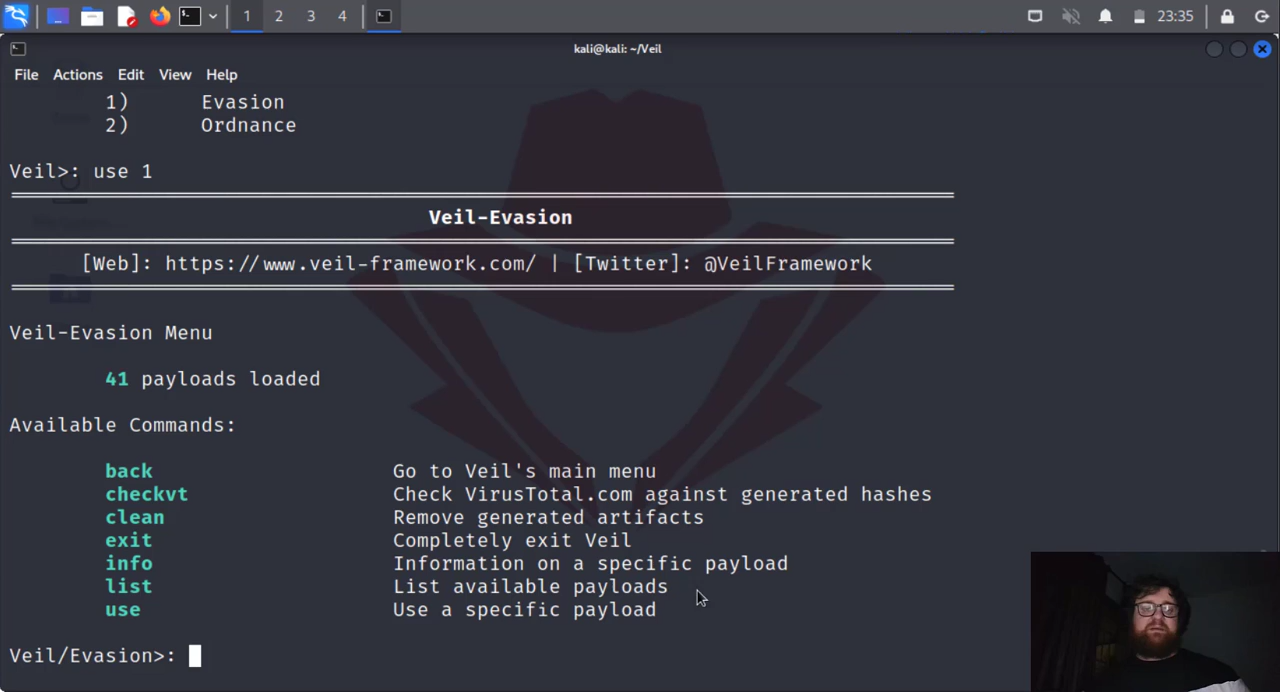 1 2 3 4 23:35
kali@kali: ~/Veil
File Actions Edit View Help
1) Evasion
2) Ordnance
Veil>: use 1
Veil-Evasion
[Web]: https://www.veil-framework.com/ | [Twitter]: @VeilFramework
Veil-Evasion Menu
41 payloads loaded
Available Commands:
back Go to Veil's main menu
checkvt Check VirusTotal.com against generated hashes
clean Remove generated artifacts
exit Completely exit Veil
info Information on a specific payload
list List available payloads
use Use a specific payload
Veil/Evasion>: